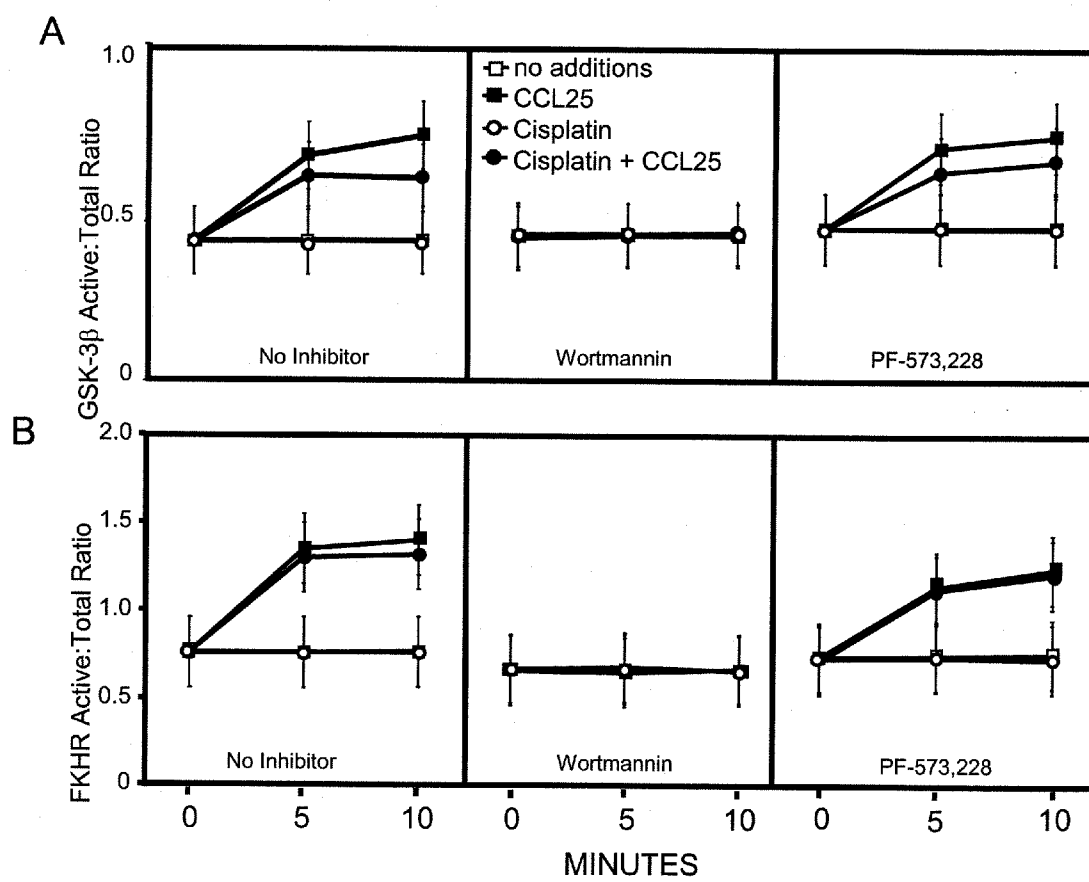 A
GSK-3β Active:Total Ratio
1.0
0.5
0
no additions
CCL25
Cisplatin
Cisplatin + CCL25
No Inhibitor
Wortmannin
PF-573,228
B
FKHR Active:Total Ratio
2.0
1.5
1.0
0.5
0
No Inhibitor
Wortmannin
PF-573,228
0 5 10 0 5 10 0 5 10
MINUTES